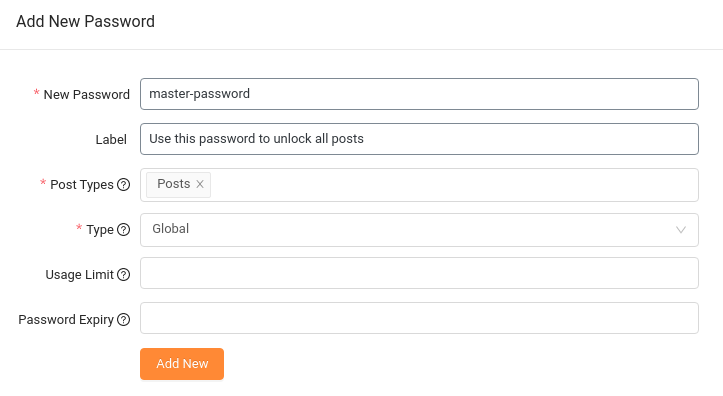 Add New Password
* New Password master-password
Label Use this password to unlock all posts
* Post Types ? Posts ×
* Type ? Global
Usage Limit ?
Password Expiry ?
Add New